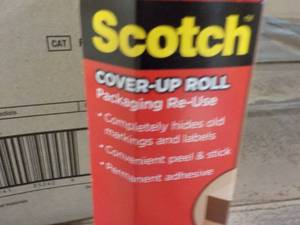 Scotch
CAT
COVER-UP ROLL
Packaging Re-Use
• Completely hides old
markings and labels
• Convenient peel & stick
• Permanent adhesive